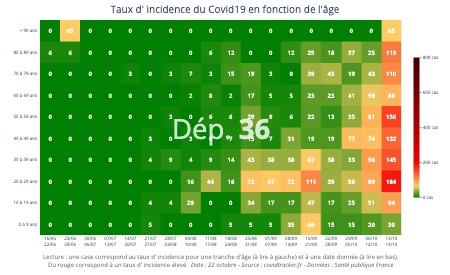 Taux d' incidence du Covid19 en fonction de l'âge
+ 90 ans 0 65 0 0 0 0 0 0 0 0 0 0 0 0 0 0 0 65
80 à 89 ans 6 6 0 0 0 0 0 0 6 12 0 0 12 25 18 37 25 118
70 à 79 ans 0 0 0 0 3 0 3 7 3 15 19 3 0 39 43 19 43 110
60 à 69 ans 0 0 0 0 0 0 0 2 8 2 17 5 5 23 23 41 59 80
50 à 59 ans 0 0 0 0 0 0 0 9 6 22 13 35 81 156
40 à 49 ans 0 0 0 0 0 3 0 7 31 19 19 77 74 132
30 à 39 ans 0 0 0 0 0 4 9 4 9 14 43 38 38 67 38 33 96 145
20 à 29 ans 0 0 0 0 0 0 0 16 44 16 72 67 72 111 39 50 89 184
10 à 19 ans 0 0 0 0 0 4 4 29 0 0 34 17 17 47 17 25 51 94
0 à 9 ans 0 0 0 0 0 5 0 0 0 5 5 5 35 60 15 15 20 30
Dép. 36
16/06 23/06 30/06 07/07 14/07 21/07 28/07 04/08 11/08 18/08 25/08 01/09 08/09 15/09 22/09 29/09 06/10 13/10
22/06 29/06 06/07 13/07 20/07 27/07 03/08 10/08 17/08 24/08 31/08 07/09 14/09 21/09 28/09 05/10 12/10 19/10
800 cas
600 cas
400 cas
200 cas
0 cas
Lecture : une case correspond au taux d' incidence pour une tranche d'âge (à lire à gauche) et à une date donnée (à lire en bas).
Du rouge correspond à un taux d' incidence élevé. Date : 22 octobre - Source : covidtracker.fr - Données : Santé publique France